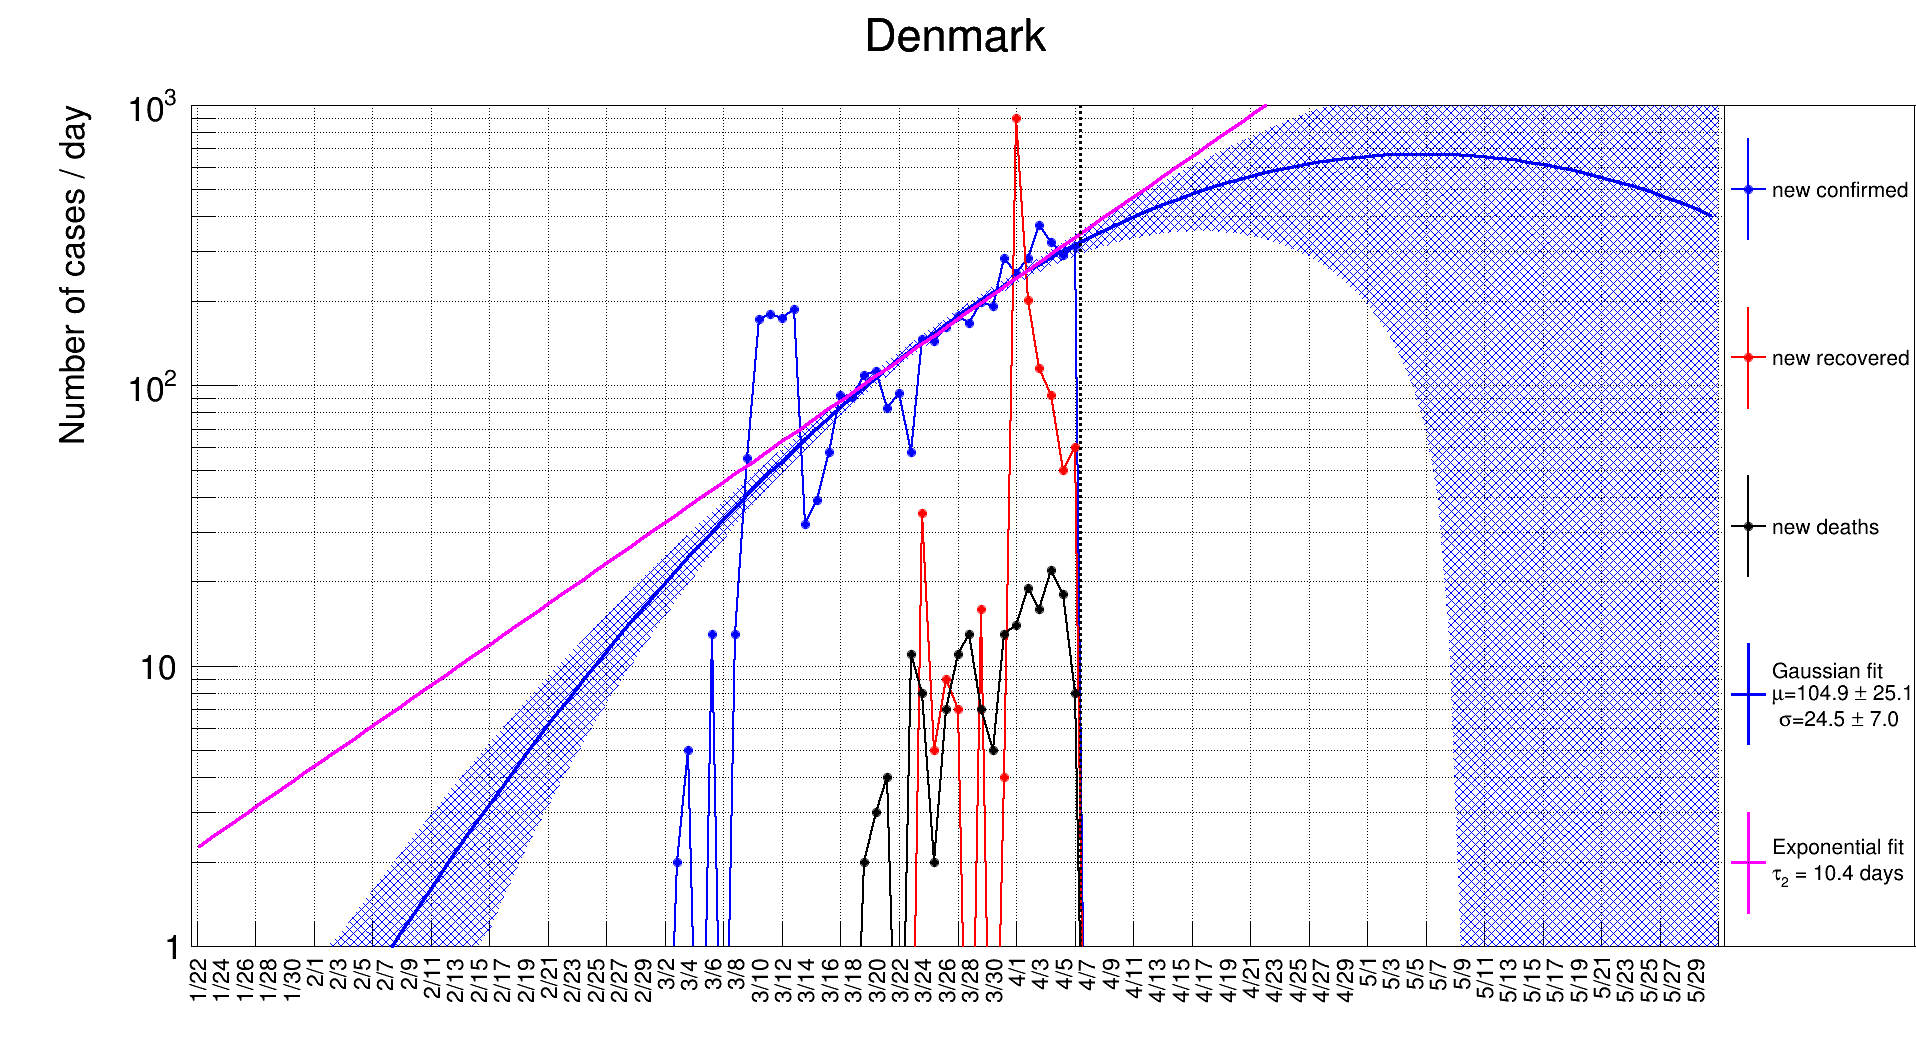 Denmark
Number of cases / day
10³
10²
10
1
1/22 1/24 1/26 1/28 1/30 2/1 2/3 2/5 2/7 2/9 2/11 2/13 2/15 2/17 2/19 2/21 2/23 2/25 2/27 2/29 3/2 3/4 3/6 3/8 3/10 3/12 3/14 3/16 3/18 3/20 3/22 3/24 3/26 3/28 3/30 4/1 4/3 4/5 4/7 4/9 4/11 4/13 4/15 4/17 4/19 4/21 4/23 4/25 4/27 4/29 5/1 5/3 5/5 5/7 5/9 5/11 5/13 5/15 5/17 5/19 5/21 5/23 5/25 5/27 5/29
new confirmed
new recovered
new deaths
Gaussian fit
μ=104.9 ± 25.1
σ=24.5 ± 7.0
Exponential fit
τ₂ = 10.4 days